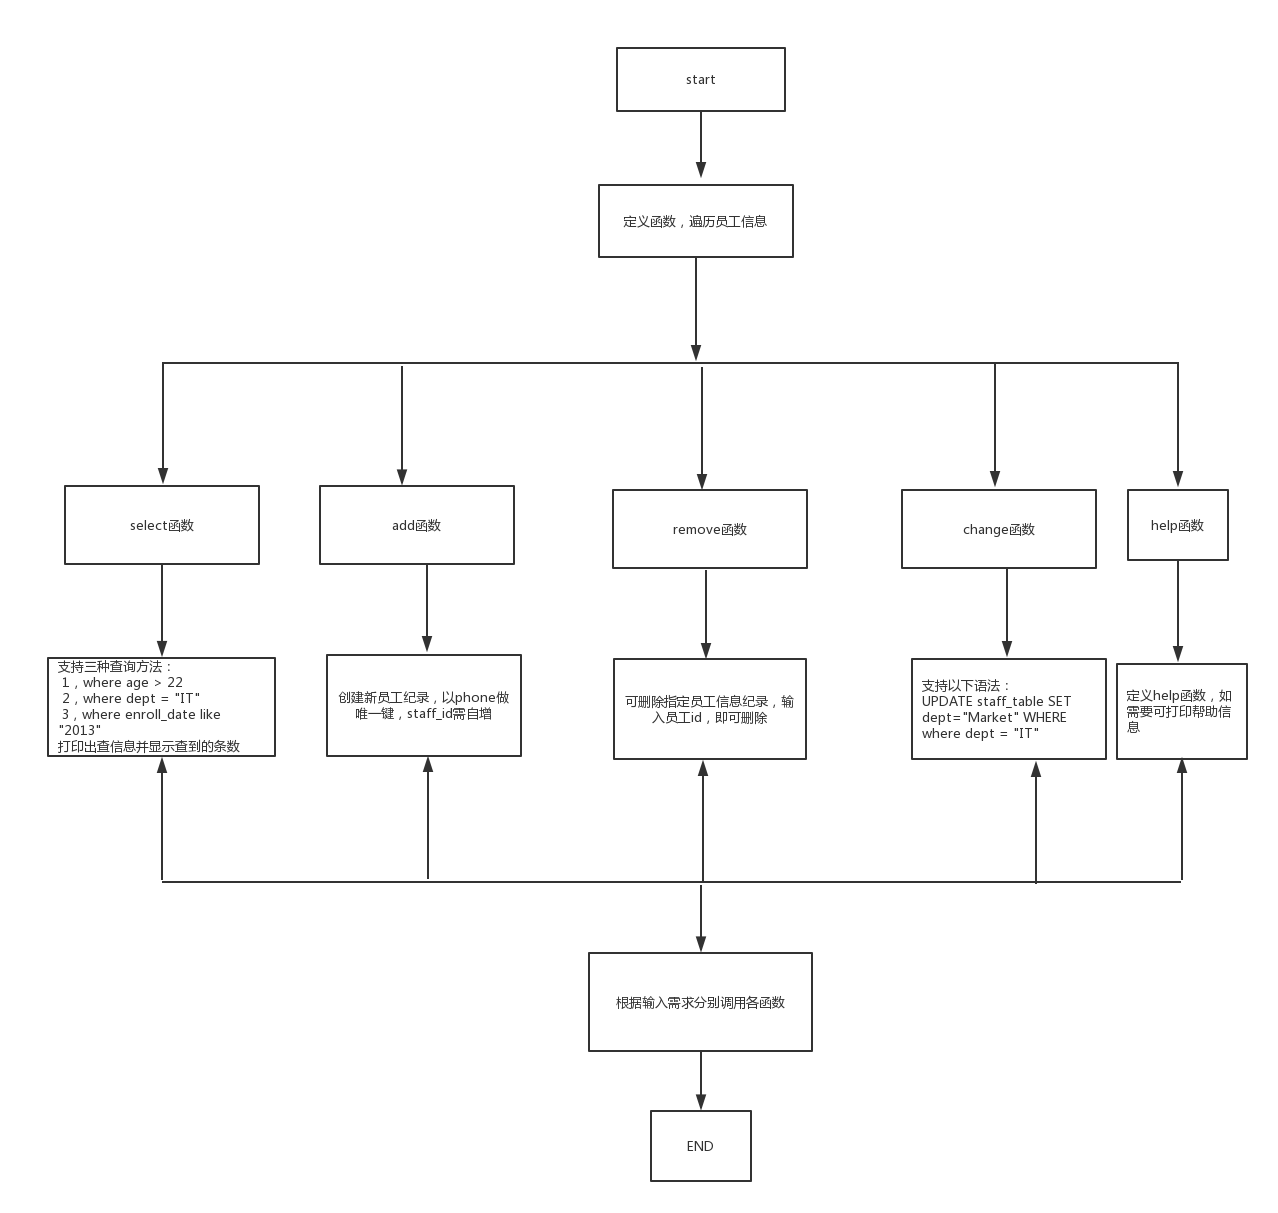 start
定义函数，遍历员工信息
select函数
add函数
remove函数
change函数
help函数
支持三种查询方法：
1，where age > 22
2，where dept = "IT"
3，where enroll_date like
"2013"
打印出查信息并显示查到的条数
创建新员工纪录，以phone做
唯一键，staff_id需自增
可删除指定员工信息纪录，输
入员工id，即可删除
支持以下语法：
UPDATE staff_table SET
dept="Market" WHERE
where dept = "IT"
定义help函数，如
需要可打印帮助信
息
根据输入需求分别调用各函数
END